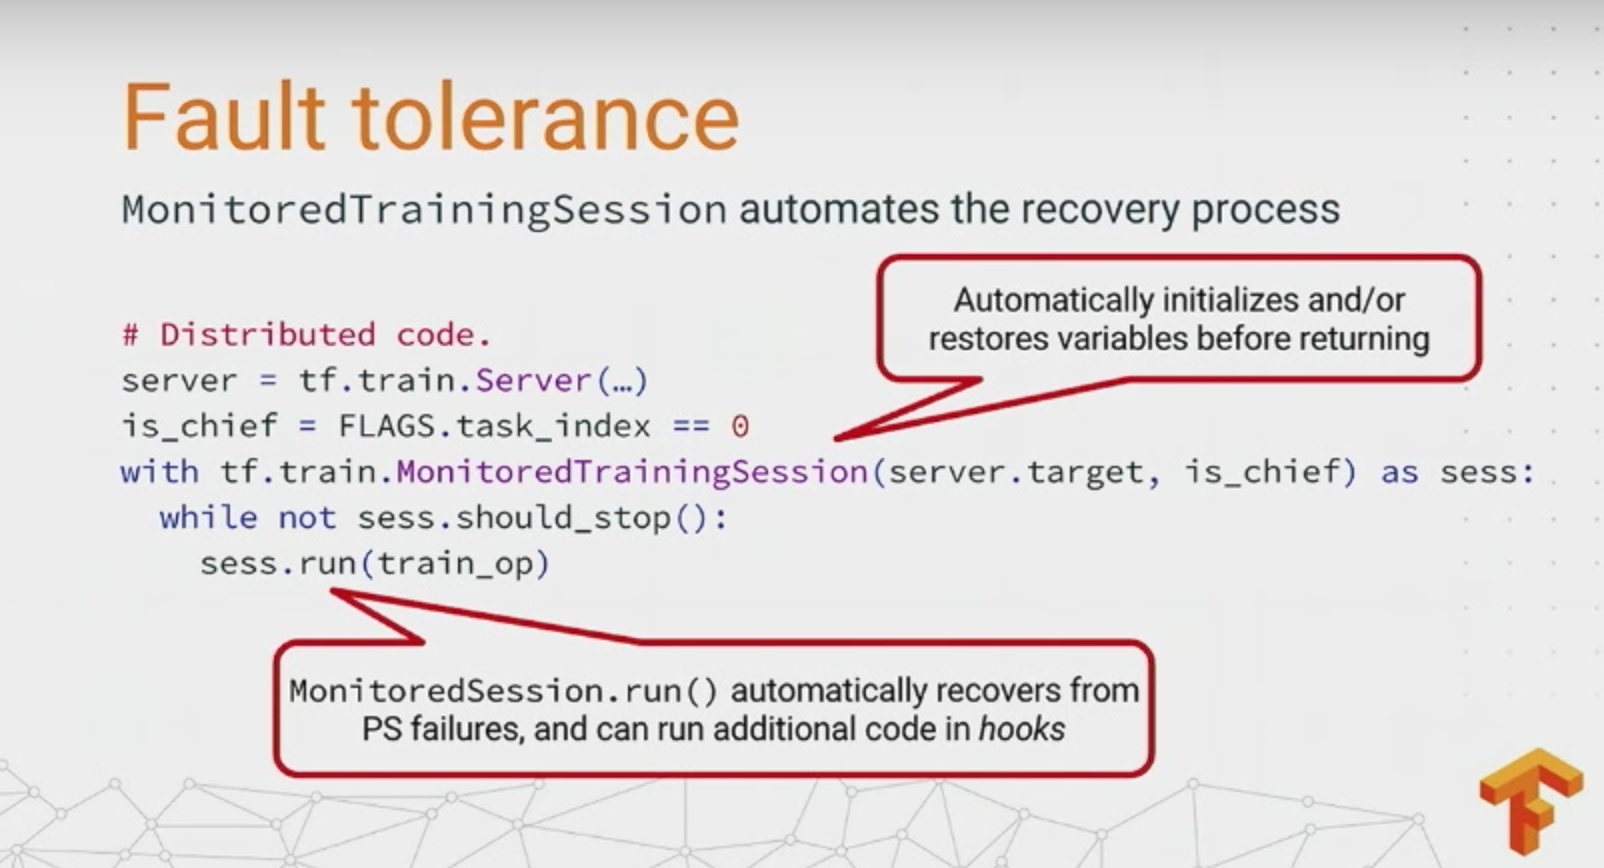 Fault tolerance
MonitoredTrainingSession automates the recovery process
Automatically initializes and/or
restores variables before returning
# Distributed code.
server = tf.train.Server(…)
is_chief = FLAGS.task_index == 0
with tf.train.MonitoredTrainingSession(server.target, is_chief) as sess:
  while not sess.should_stop():
    sess.run(train_op)
MonitoredSession.run() automatically recovers from
PS failures, and can run additional code in hooks